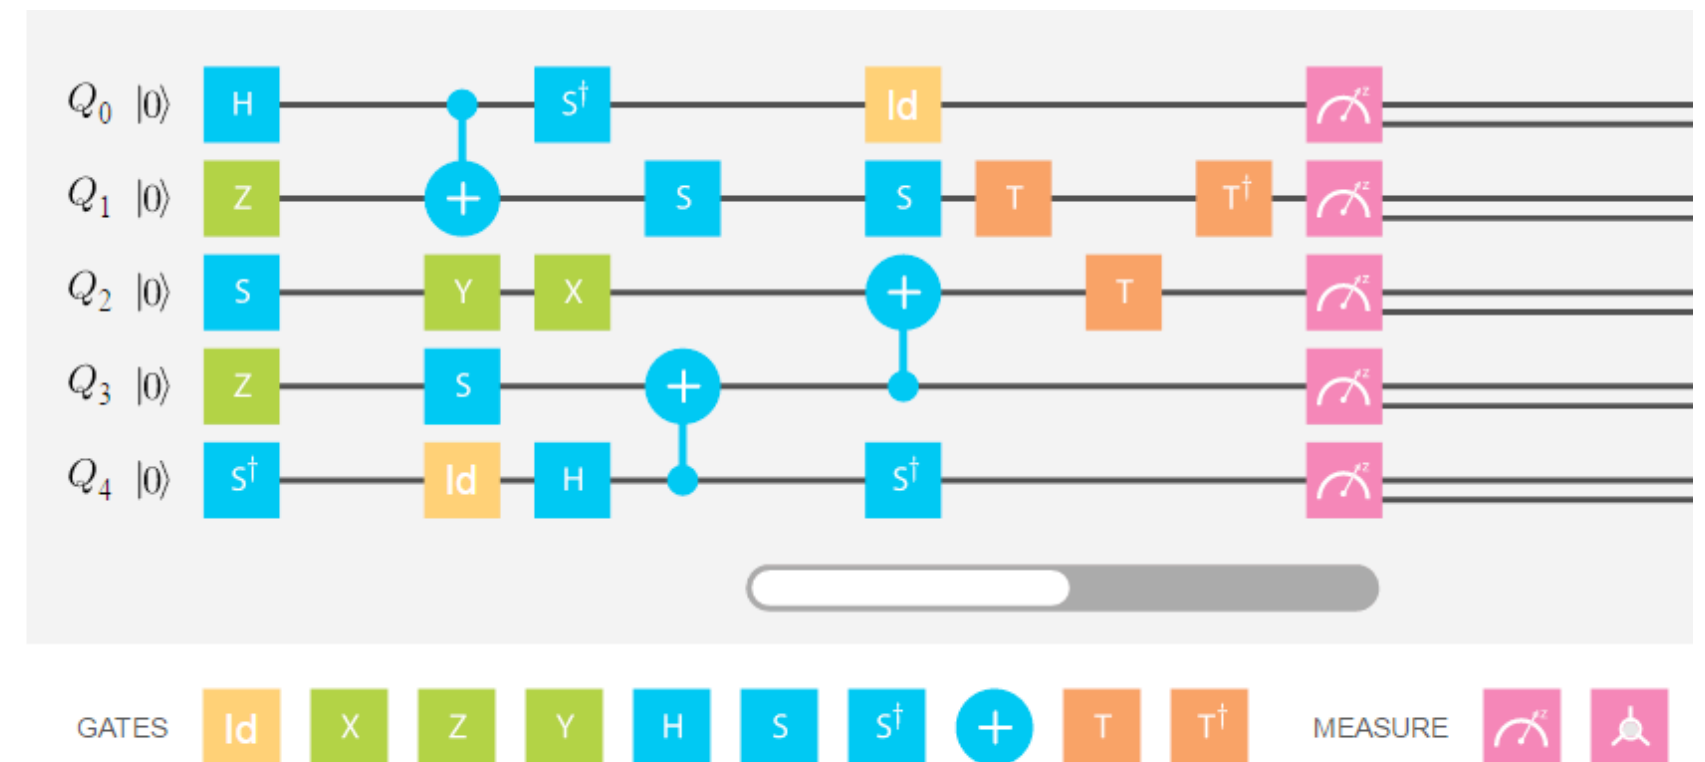 Q0 |0⟩ H S† Id z
Q1 |0⟩ Z + S S T T† z
Q2 |0⟩ S Y X + T z
Q3 |0⟩ Z S + z
Q4 |0⟩ S† Id H S† z
GATES Id X Z Y H S S† + T T† MEASURE z